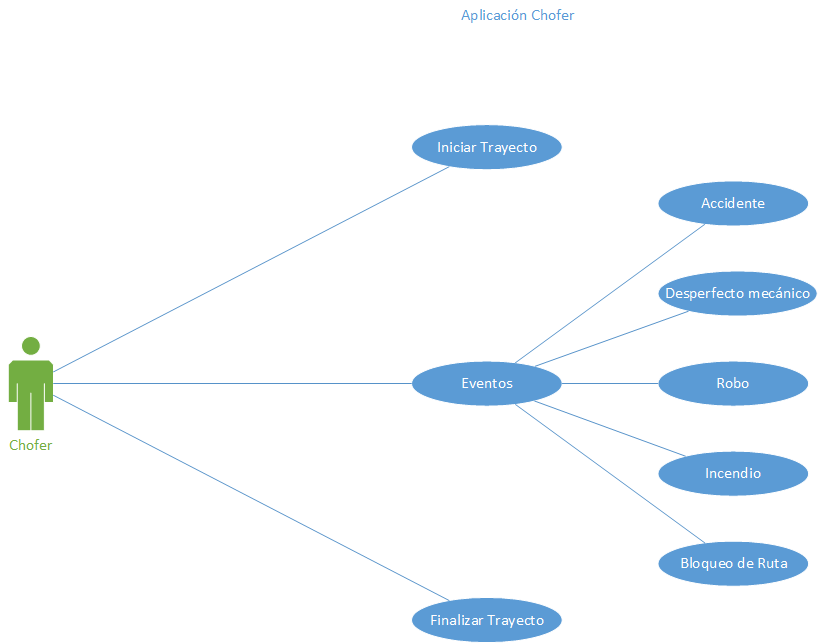 Aplicación Chofer
Iniciar Trayecto
Accidente
Desperfecto mecánico
Eventos
Robo
Chofer
Incendio
Bloqueo de Ruta
Finalizar Trayecto